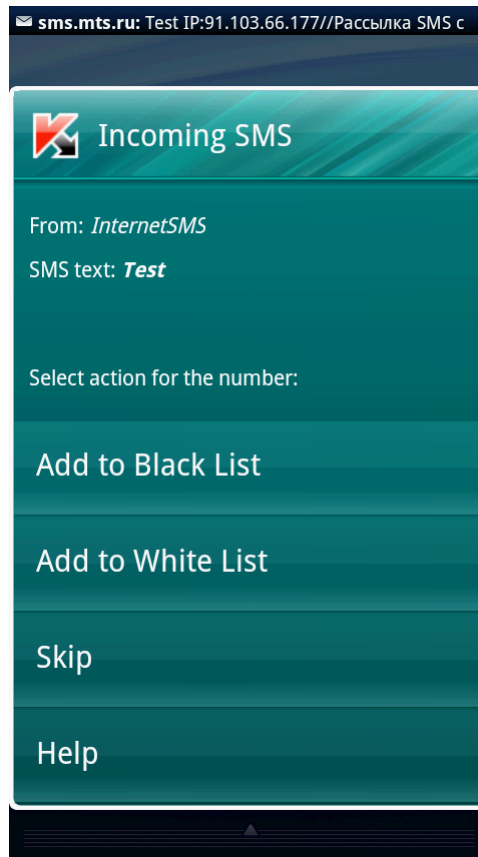 sms.mts.ru: Test IP:91.103.66.177//Рассылка SMS с
Incoming SMS
From: InternetSMS
SMS text: Test
Select action for the number:
Add to Black List
Add to White List
Skip
Help